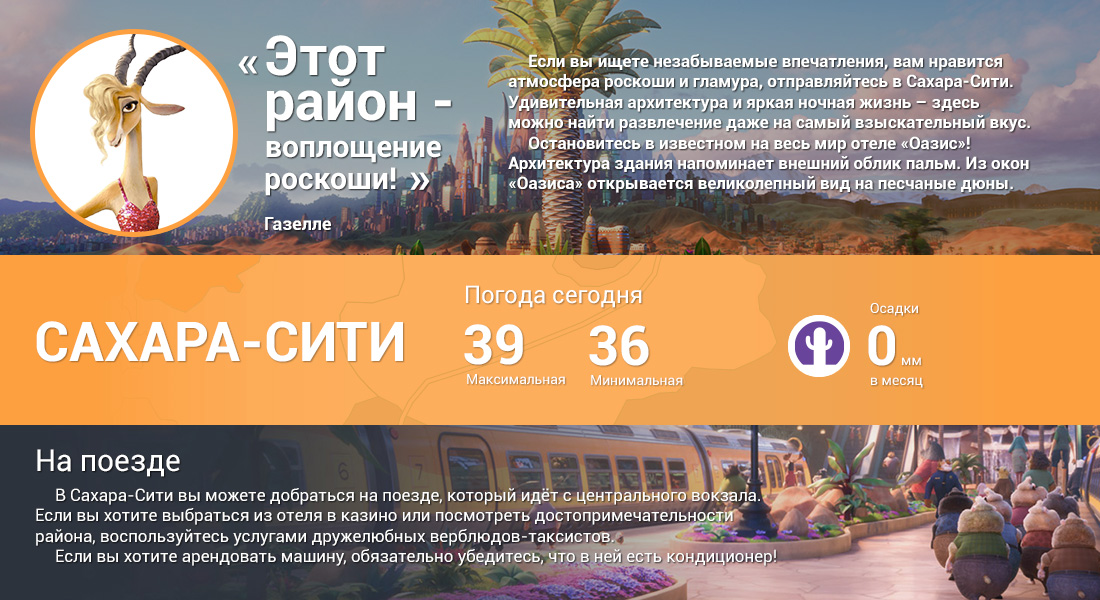 « Этот
район -
воплощение
роскоши! »
Газелле
Если вы ищете незабываемые впечатления, вам нравится
атмосфера роскоши и гламура, отправляйтесь в Сахара-Сити.
Удивительная архитектура и яркая ночная жизнь – здесь
можно найти развлечение даже на самый взыскательный вкус.
Остановитесь в известном на весь мир отеле «Оазис»!
Архитектура здания напоминает внешний облик пальм. Из окон
«Оазиса» открывается великолепный вид на песчаные дюны.
САХАРА-СИТИ
Погода сегодня
39
Максимальная
36
Минимальная
Осадки
0 мм
в месяц
На поезде
В Сахара-Сити вы можете добраться на поезде, который идёт с центрального вокзала.
Если вы хотите выбраться из отеля в казино или посмотреть достопримечательности
района, воспользуйтесь услугами дружелюбных верблюдов-таксистов.
Если вы хотите арендовать машину, обязательно убедитесь, что в ней есть кондиционер!
6
7